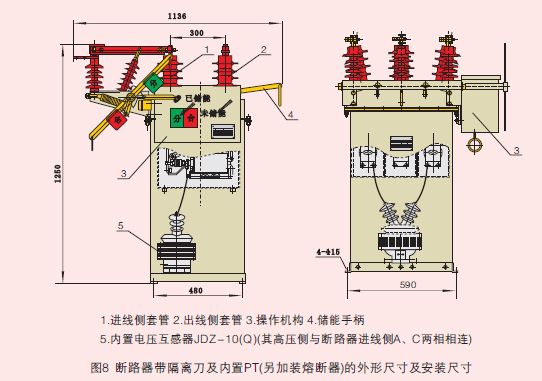 1136
300
1
2
已储能
分 合
未储能
4
3
3
1250
5
4-Φ15
480
590
1.进线侧套管 2.出线侧套管 3.操作机构 4.储能手柄
5.内置电压互感器JDZ-10(Q)(其高压侧与断路器进线侧A、C两相相连)
图8 断路器带隔离刀及内置PT(另加装熔断器)的外形尺寸及安装尺寸